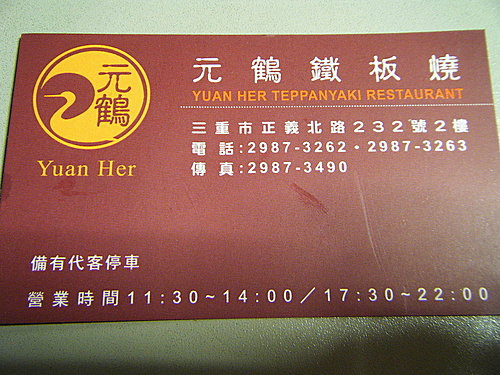 元鶴
Yuan Her
元鶴鐵板燒
YUAN HER TEPPANYAKI RESTAURANT
三重市正義北路232號2樓
電話:2987-3262・2987-3263
傳真:2987-3490
備有代客停車
營業時間11:30~14:00/17:30~22:00